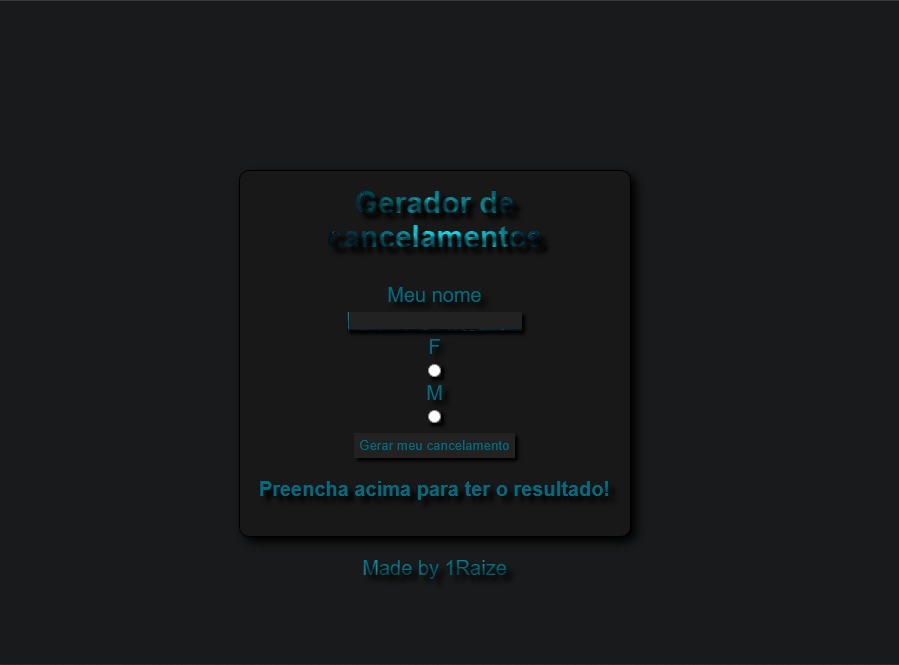 Gerador de
cancelamentos
Meu nome
F
M
Gerar meu cancelamento
Preencha acima para ter o resultado!
Made by 1Raize